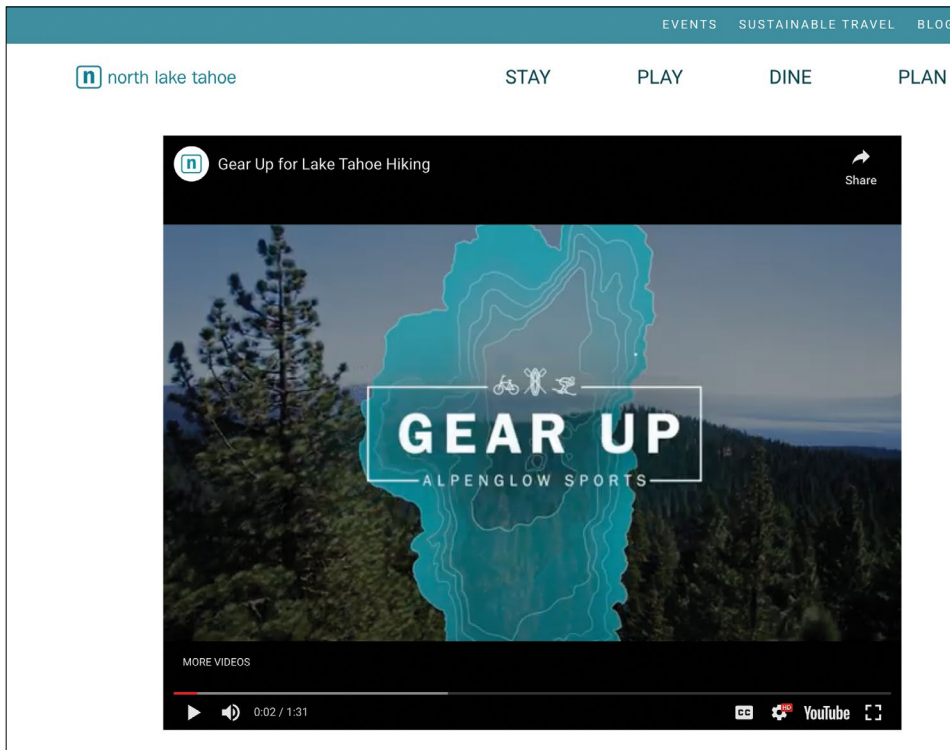 EVENTS SUSTAINABLE TRAVEL BLOG
n north lake tahoe STAY PLAY DINE PLAN
n Gear Up for Lake Tahoe Hiking
Share
GEAR UP
ALPENGLOW SPORTS
MORE VIDEOS
0:02 / 1:31 CC HD YouTube